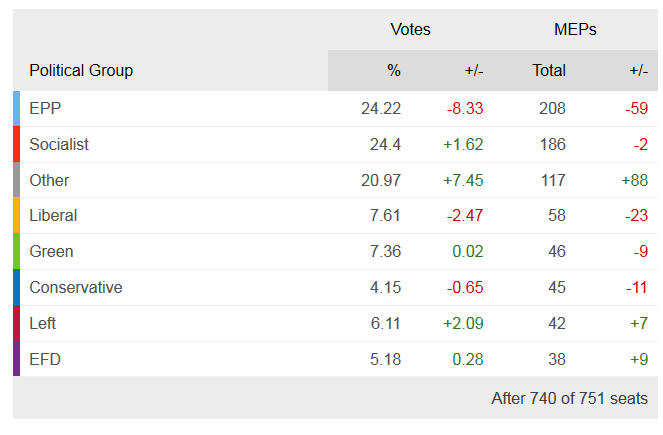 Votes MEPs
Political Group % +/- Total +/-
EPP 24.22 -8.33 208 -59
Socialist 24.4 +1.62 186 -2
Other 20.97 +7.45 117 +88
Liberal 7.61 -2.47 58 -23
Green 7.36 0.02 46 -9
Conservative 4.15 -0.65 45 -11
Left 6.11 +2.09 42 +7
EFD 5.18 0.28 38 +9
After 740 of 751 seats